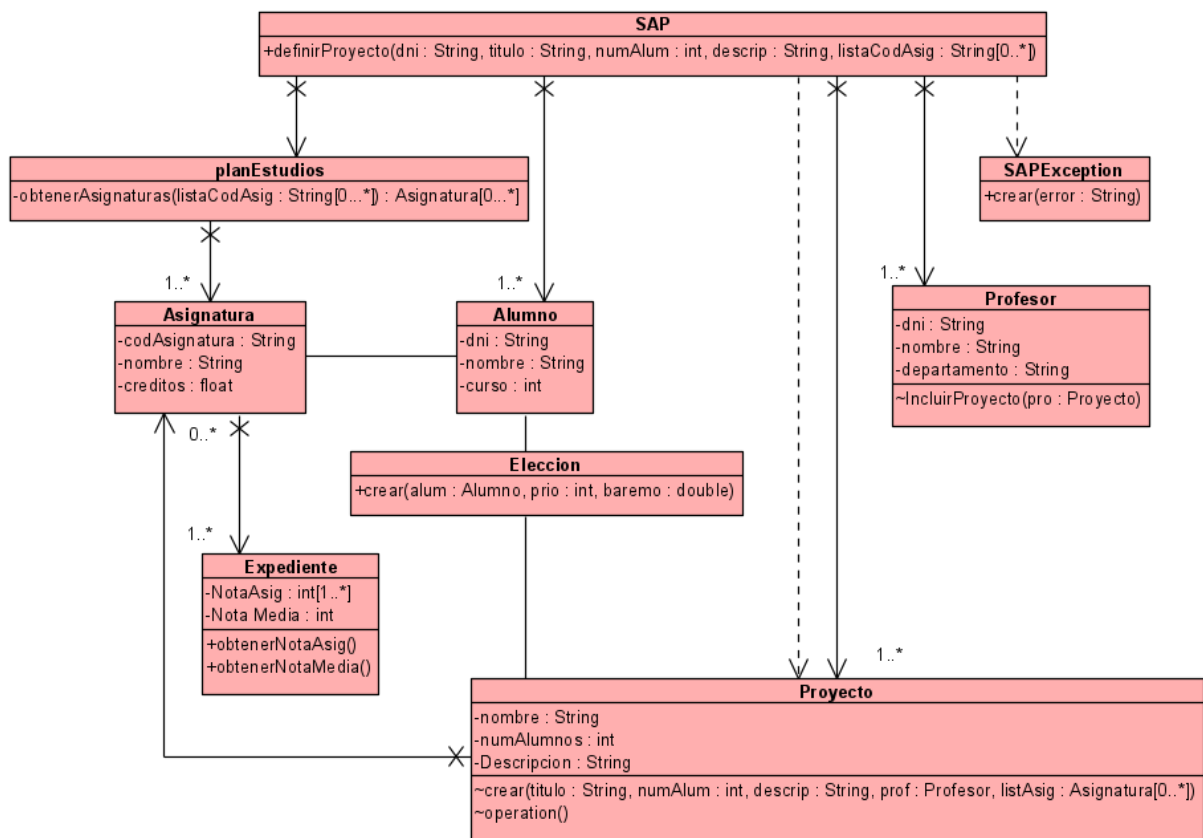 SAP
+definirProyecto(dni : String, titulo : String, numAlum : int, descrip : String, listaCodAsig : String[0..*])
planEstudios
-obtenerAsignaturas(listaCodAsig : String[0...*]) : Asignatura[0...*]
SAPException
+crear(error : String)
1..*
1..*
1..*
Asignatura
-codAsignatura : String
-nombre : String
-creditos : float
Alumno
-dni : String
-nombre : String
-curso : int
Profesor
-dni : String
-nombre : String
-departamento : String
~IncluirProyecto(pro : Proyecto)
0..*
Eleccion
+crear(alum : Alumno, prio : int, baremo : double)
1..*
Expediente
-NotaAsig : int[1..*]
-Nota Media : int
+obtenerNotaAsig()
+obtenerNotaMedia()
1..*
Proyecto
-nombre : String
-numAlumnos : int
-Descripcion : String
~crear(titulo : String, numAlum : int, descrip : String, prof : Profesor, listAsig : Asignatura[0..*])
~operation()